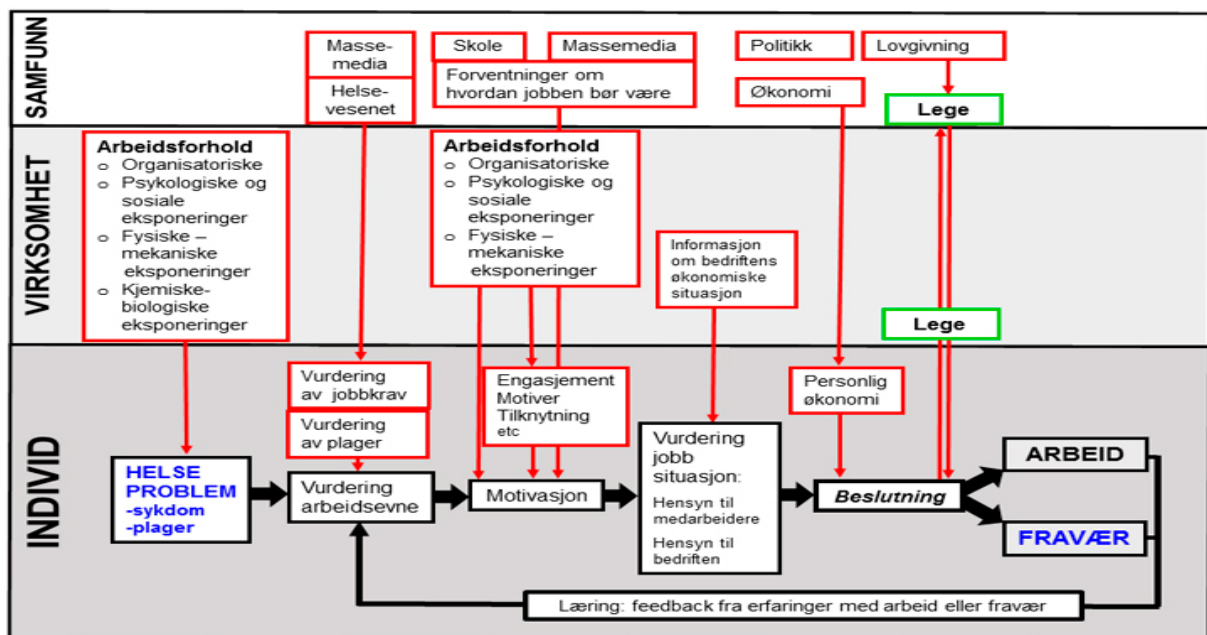 SAMFUNN
Masse-
media
Helse-
vesenet
Skole
Massemedia
Forventninger om
hvordan jobben bør være
Politikk
Økonomi
Lovgivning
Lege
VIRKSOMHET
Arbeidsforhold
o Organisatoriske
o Psykologiske og
sosiale
eksponeringer
o Fysiske –
mekaniske
eksponeringer
o Kjemiske-
biologiske
eksponeringer
Arbeidsforhold
o Organisatoriske
o Psykologiske og
sosiale
eksponeringer
o Fysiske –
mekaniske
eksponeringer
Informasjon
om bedriftens
økonomiske
situasjon
Lege
INDIVID
Vurdering
av jobbkrav
Vurdering
av plager
Engasjement
Motiver
Tilknytning
etc
Personlig
økonomi
HELSE
PROBLEM
-sykdom
-plager
Vurdering
arbeidsevne
Motivasjon
Vurdering
jobb
situasjon:
Hensyn til
medarbeidere
Hensyn til
bedriften
Beslutning
ARBEID
FRAVÆR
Læring: feedback fra erfaringer med arbeid eller fravær